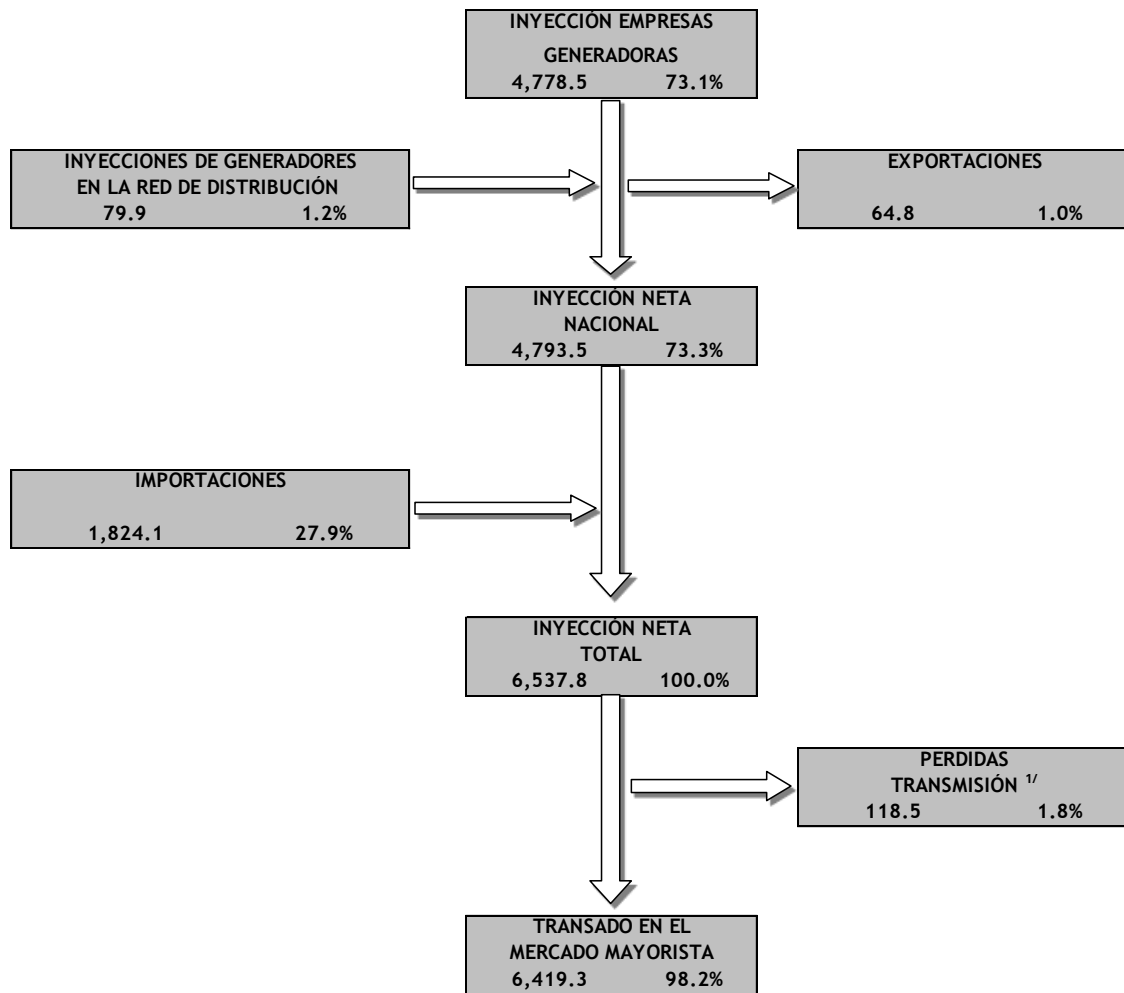 INYECCIÓN EMPRESAS
GENERADORAS
4,778.5 73.1%
INYECCIONES DE GENERADORES
EN LA RED DE DISTRIBUCIÓN
79.9 1.2%
EXPORTACIONES
64.8 1.0%
INYECCIÓN NETA
NACIONAL
4,793.5 73.3%
IMPORTACIONES
1,824.1 27.9%
INYECCIÓN NETA
TOTAL
6,537.8 100.0%
PERDIDAS
TRANSMISIÓN 1/
118.5 1.8%
TRANSADO EN EL
MERCADO MAYORISTA
6,419.3 98.2%